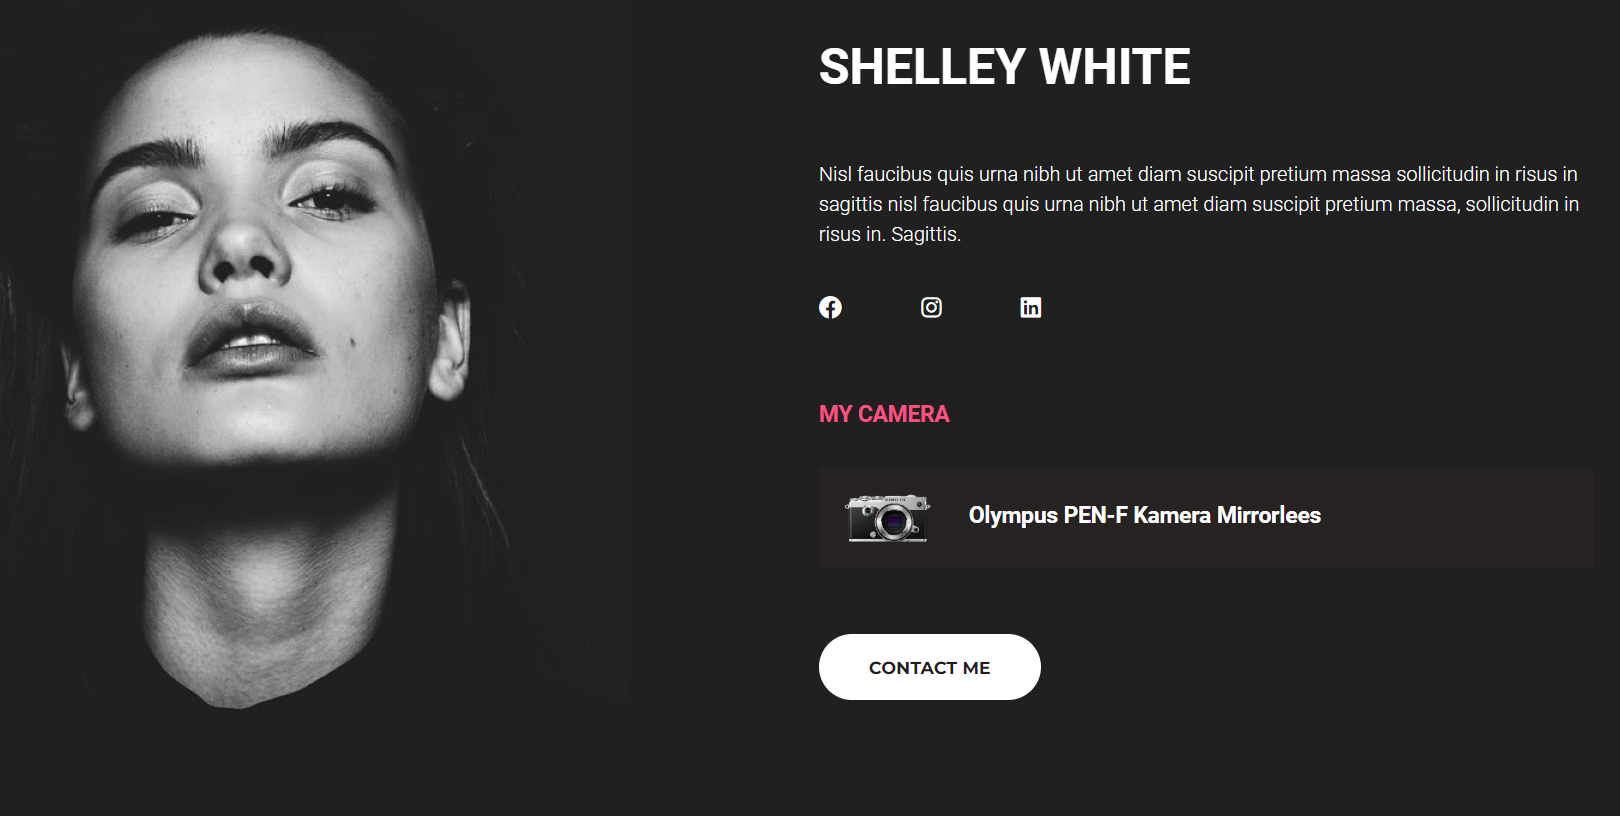 SHELLEY WHITE
Nisl faucibus quis urna nibh ut amet diam suscipit pretium massa sollicitudin in risus in
sagittis nisl faucibus quis urna nibh ut amet diam suscipit pretium massa, sollicitudin in
risus in. Sagittis.
MY CAMERA
Olympus PEN-F Kamera Mirrorlees
CONTACT ME